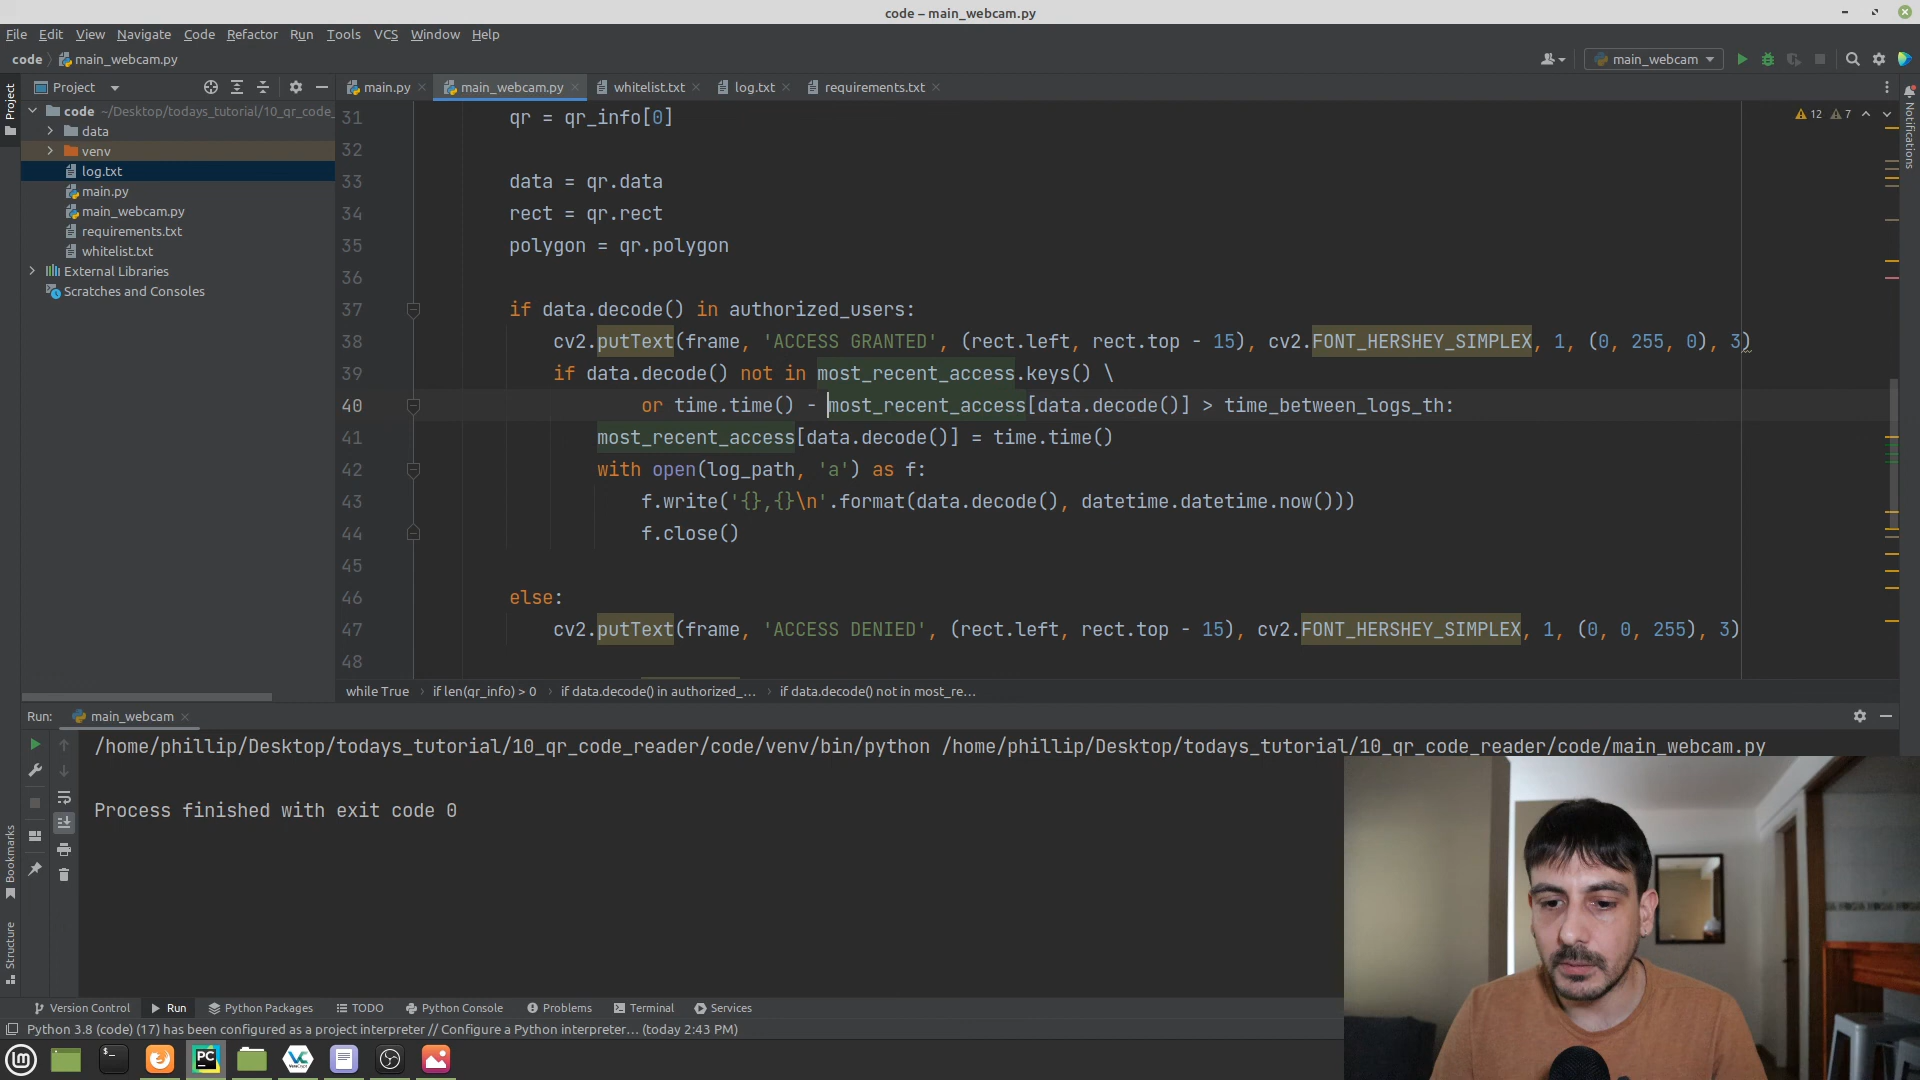 code – main_webcam.py
File Edit View Navigate Code Refactor Run Tools VCS Window Help
code main_webcam.py
main_webcam
Project
main.py main_webcam.py whitelist.txt log.txt requirements.txt
Project
Notifications
code ~/Desktop/todays_tutorial/10_qr_code_
data
venv
log.txt
main.py
main_webcam.py
requirements.txt
whitelist.txt
External Libraries
Scratches and Consoles
12 7
31 qr = qr_info[0]
32
33 data = qr.data
34 rect = qr.rect
35 polygon = qr.polygon
36
37 if data.decode() in authorized_users:
38 cv2.putText(frame, 'ACCESS GRANTED', (rect.left, rect.top - 15), cv2.FONT_HERSHEY_SIMPLEX, 1, (0, 255, 0), 3)
39 if data.decode() not in most_recent_access.keys() \
40 or time.time() - most_recent_access[data.decode()] > time_between_logs_th:
41 most_recent_access[data.decode()] = time.time()
42 with open(log_path, 'a') as f:
43 f.write('{},{}\n'.format(data.decode(), datetime.datetime.now()))
44 f.close()
45
46 else:
47 cv2.putText(frame, 'ACCESS DENIED', (rect.left, rect.top - 15), cv2.FONT_HERSHEY_SIMPLEX, 1, (0, 0, 255), 3)
48
while True › if len(qr_info) > 0 › if data.decode() in authorized_... › if data.decode() not in most_re...
Run: main_webcam
/home/phillip/Desktop/todays_tutorial/10_qr_code_reader/code/venv/bin/python /home/phillip/Desktop/todays_tutorial/10_qr_code_reader/code/main_webcam.py
Process finished with exit code 0
Bookmarks
Structure
Version Control Run Python Packages TODO Python Console Problems Terminal Services
Python 3.8 (code) (17) has been configured as a project interpreter // Configure a Python interpreter... (today 2:43 PM)